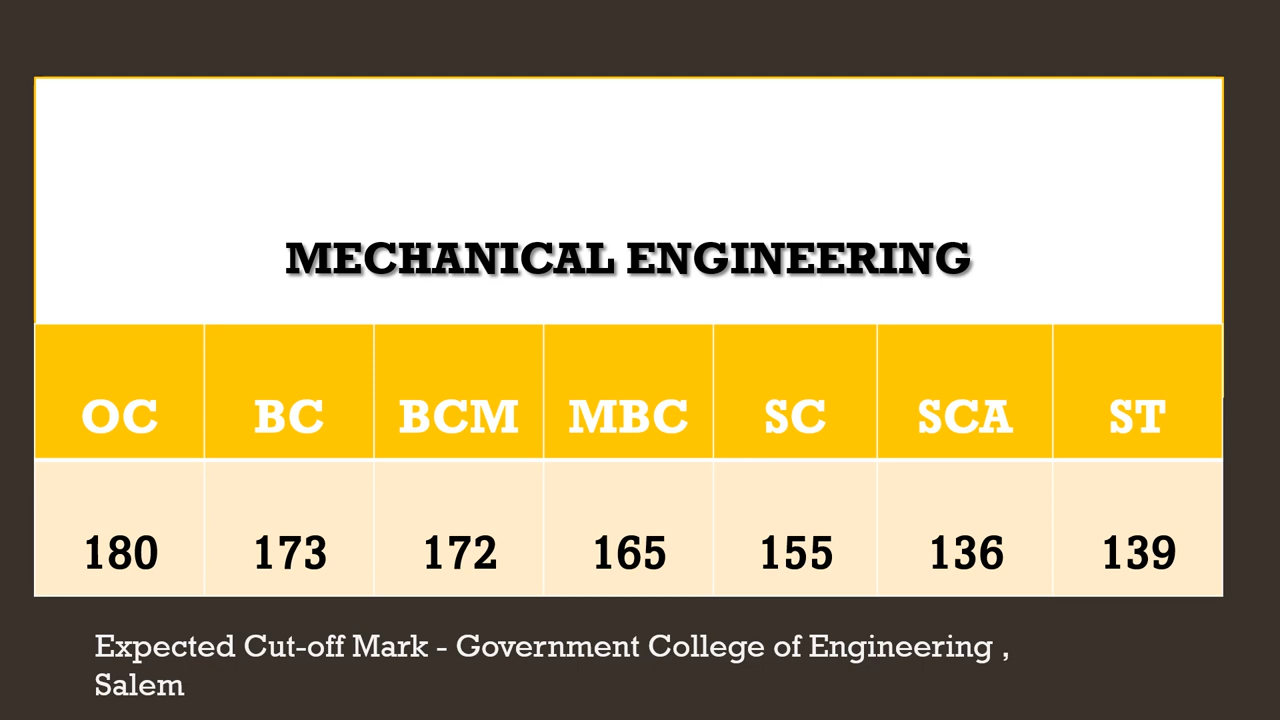 MECHANICAL ENGINEERING
OC BC BCM MBC SC SCA ST
180 173 172 165 155 136 139
Expected Cut-off Mark - Government College of Engineering ,
Salem